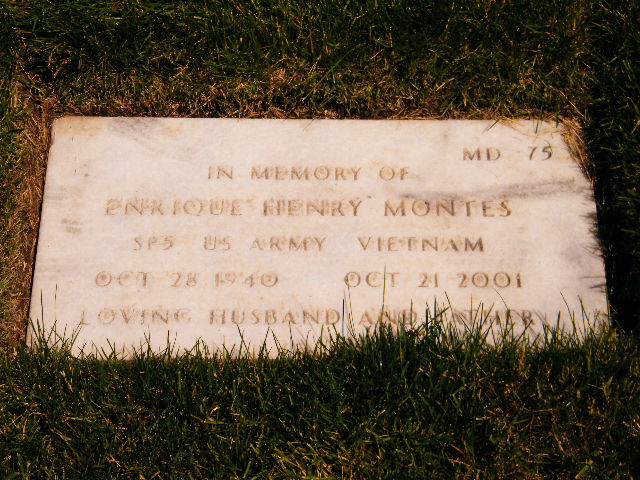 MD 75
IN MEMORY OF
ENRIQUE HENRY MONTES
SP5 US ARMY VIETNAM
OCT 28 1940 OCT 21 2001
LOVING HUSBAND AND FATHER